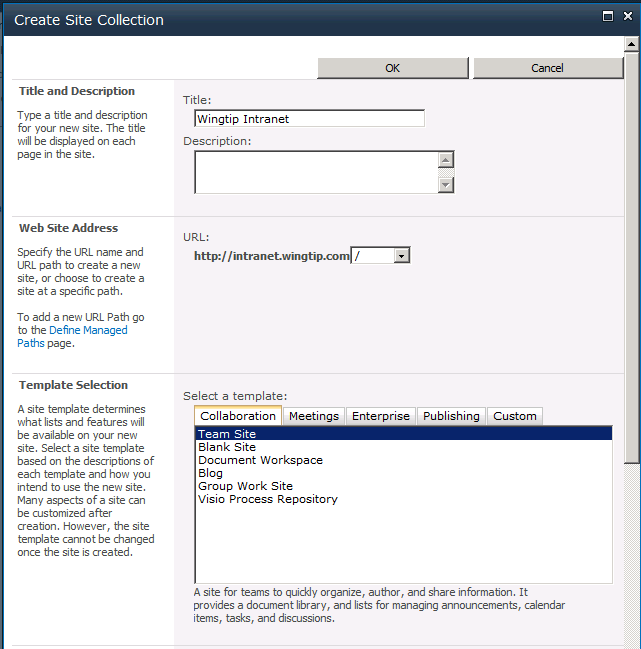 Create Site Collection
OK
Cancel
Title and Description
Type a title and description
for your new site. The title
will be displayed on each
page in the site.
Title:
Wingtip Intranet
Description:
Web Site Address
Specify the URL name and
URL path to create a new
site, or choose to create a
site at a specific path.
To add a new URL Path go
to the Define Managed
Paths page.
URL:
http://intranet.wingtip.com /
Template Selection
A site template determines
what lists and features will
be available on your new
site. Select a site template
based on the descriptions of
each template and how you
intend to use the new site.
Many aspects of a site can
be customized after
creation. However, the site
template cannot be changed
once the site is created.
Select a template:
Collaboration Meetings Enterprise Publishing Custom
Team Site
Blank Site
Document Workspace
Blog
Group Work Site
Visio Process Repository
A site for teams to quickly organize, author, and share information. It
provides a document library, and lists for managing announcements, calendar
items, tasks, and discussions.